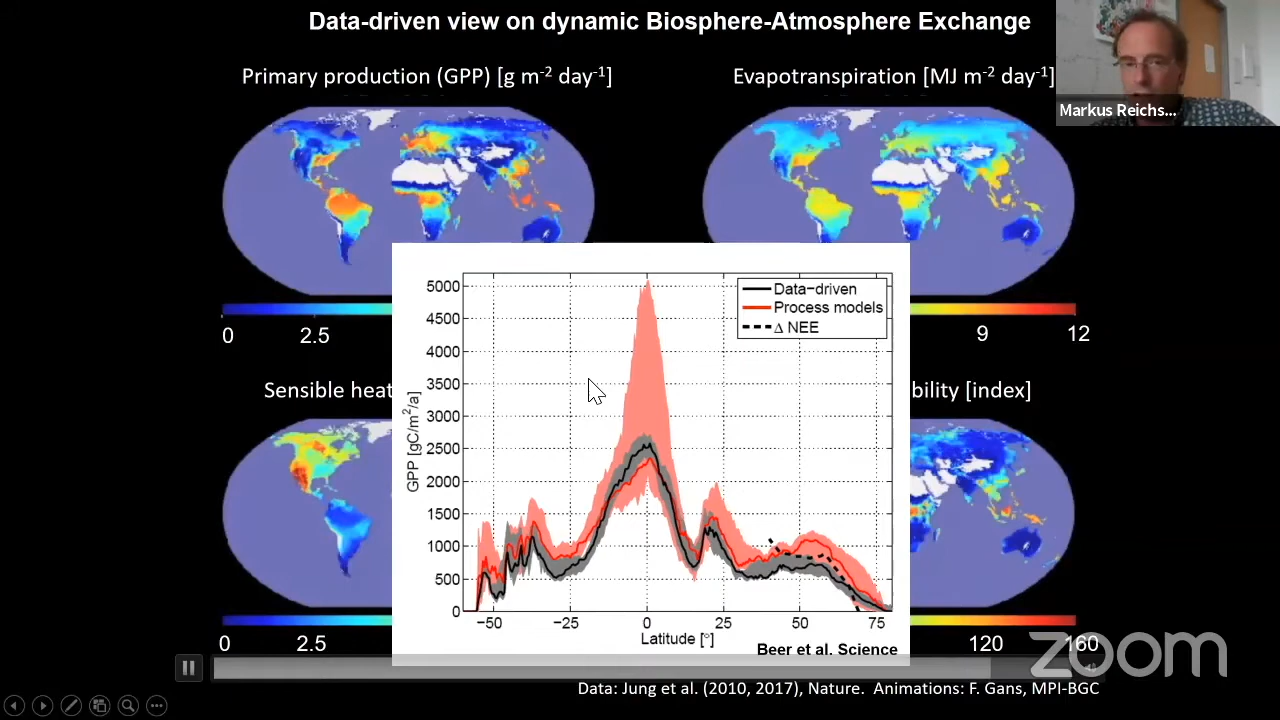 Data-driven view on dynamic Biosphere-Atmosphere Exchange
Primary production (GPP) [g m-2 day-1]
Evapotranspiration [MJ m-2 day-1]
Markus Reichs...
0 2.5
9 12
Sensible heat
bility [index]
5000
4500
4000
3500
3000
2500
2000
1500
1000
500
0
GPP [gC/m2/a]
Data−driven
Process models
Δ NEE
−50 −25 0 25 50 75
Latitude [°]
Beer et al. Science
0 2.5
120 160
zoom
Data: Jung et al. (2010, 2017), Nature. Animations: F. Gans, MPI-BGC